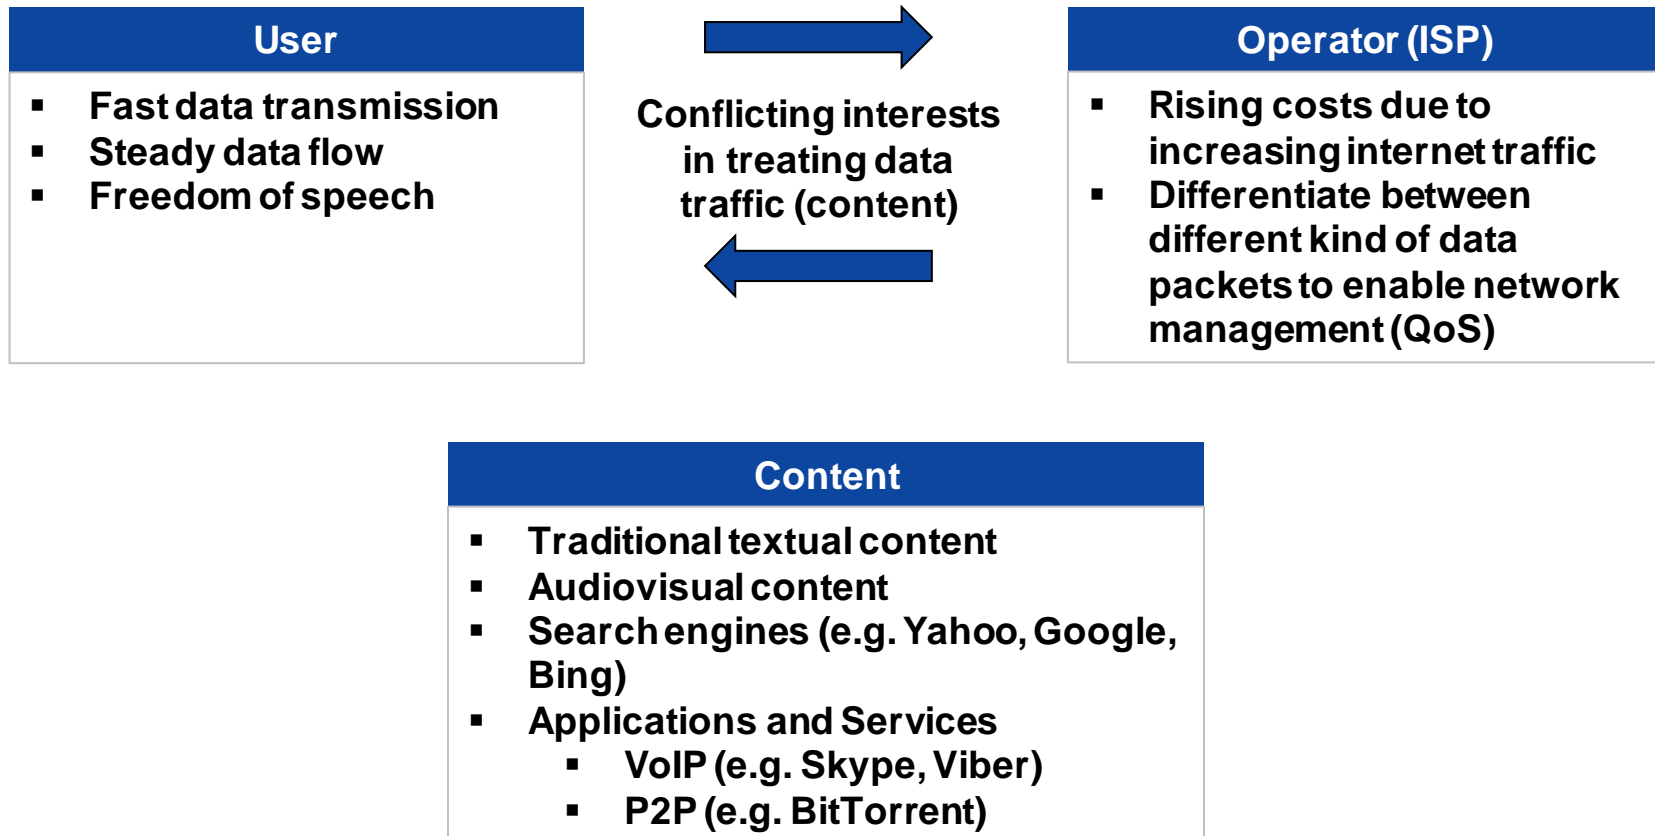 User
▪ Fast data transmission
▪ Steady data flow
▪ Freedom of speech
Conflicting interests
in treating data
traffic (content)
Operator (ISP)
▪ Rising costs due to
increasing internet traffic
▪ Differentiate between
different kind of data
packets to enable network
management (QoS)
Content
▪ Traditional textual content
▪ Audiovisual content
▪ Search engines (e.g. Yahoo, Google,
Bing)
▪ Applications and Services
▪ VoIP (e.g. Skype, Viber)
▪ P2P (e.g. BitTorrent)